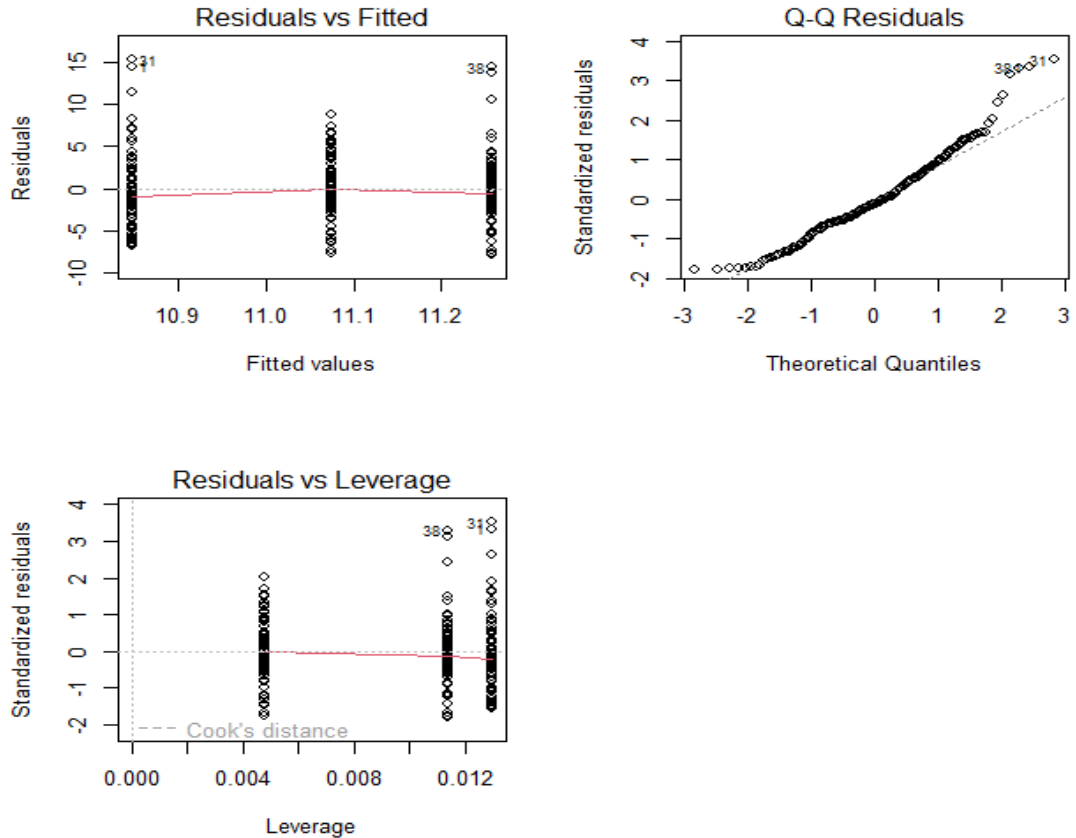 Residuals vs Fitted
Residuals
15
10
5
0
-5
-10
31
1
38
10.9 11.0 11.1 11.2
Fitted values
Q-Q Residuals
Standardized residuals
4
3
2
1
0
-1
-2
38 31
-3 -2 -1 0 1 2 3
Theoretical Quantiles
Residuals vs Leverage
Standardized residuals
4
3
2
1
0
-1
-2
38
31
1
Cook's distance
0.000 0.004 0.008 0.012
Leverage